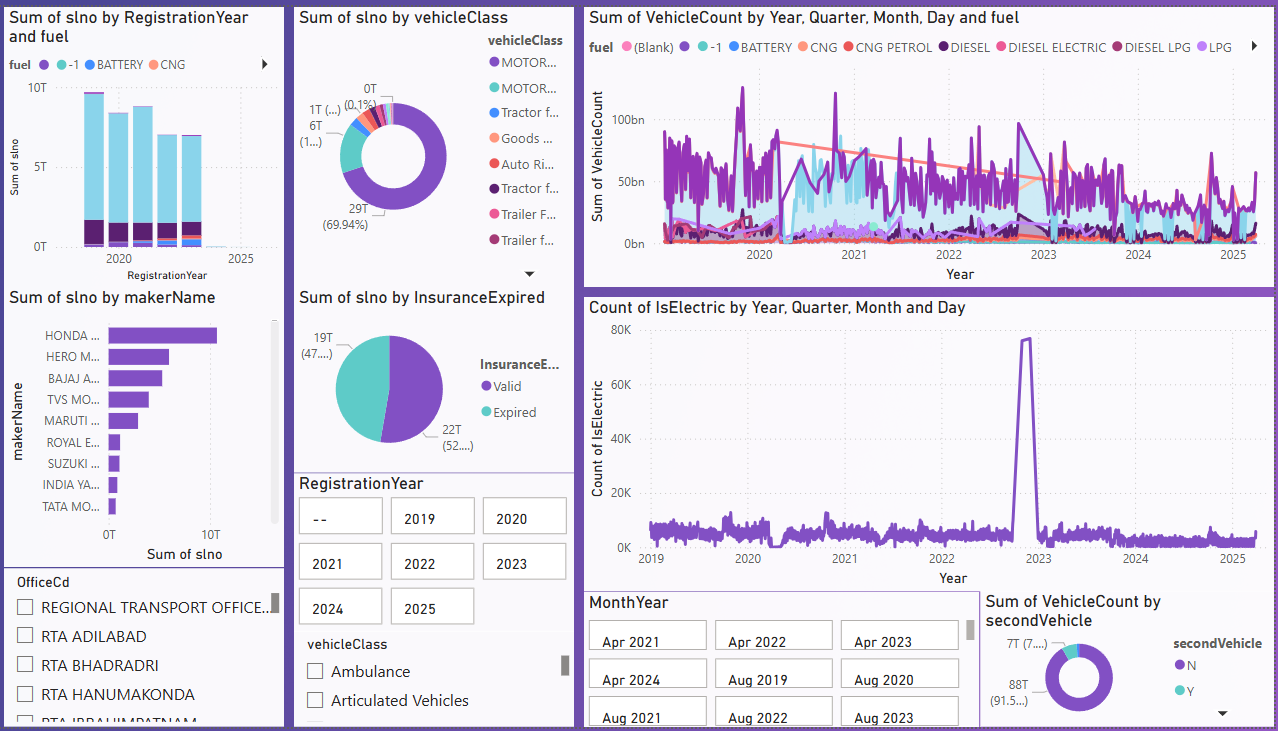 Sum of slno by RegistrationYear
and fuel
fuel -1 BATTERY CNG
10T
5T
0T
Sum of slno
2020 2025
RegistrationYear
Sum of slno by makerName
makerName
HONDA ...
HERO M...
BAJAJ A...
TVS MO...
MARUTI ...
ROYAL E...
SUZUKI ...
INDIA YA...
TATA MO...
0T 10T
Sum of slno
OfficeCd
REGIONAL TRANSPORT OFFICE...
RTA ADILABAD
RTA BHADRADRI
RTA HANUMAKONDA
RTA IBRAHIMPATNAM
Sum of slno by vehicleClass
0T
(0.1%)
1T (...)
6T
(1...)
29T
(69.94%)
vehicleClass
MOTOR...
MOTOR...
Tractor f...
Goods ...
Auto Ri...
Tractor f...
Trailer F...
Trailer f...
Sum of slno by InsuranceExpired
19T
(47....)
22T
(52....)
InsuranceE...
Valid
Expired
RegistrationYear
-- 2019 2020
2021 2022 2023
2024 2025
vehicleClass
Ambulance
Articulated Vehicles
Sum of VehicleCount by Year, Quarter, Month, Day and fuel
fuel (Blank) -1 BATTERY CNG CNG PETROL DIESEL DIESEL ELECTRIC DIESEL LPG LPG
100bn
50bn
0bn
Sum of VehicleCount
2020 2021 2022 2023 2024 2025
Year
Count of IsElectric by Year, Quarter, Month and Day
80K
60K
40K
20K
0K
Count of IsElectric
2019 2020 2021 2022 2023 2024 2025
Year
MonthYear
Apr 2021 Apr 2022 Apr 2023
Apr 2024 Aug 2019 Aug 2020
Aug 2021 Aug 2022 Aug 2023
Sum of VehicleCount by
secondVehicle
7T (7....)
88T
(91.5...)
secondVehicle
N
Y